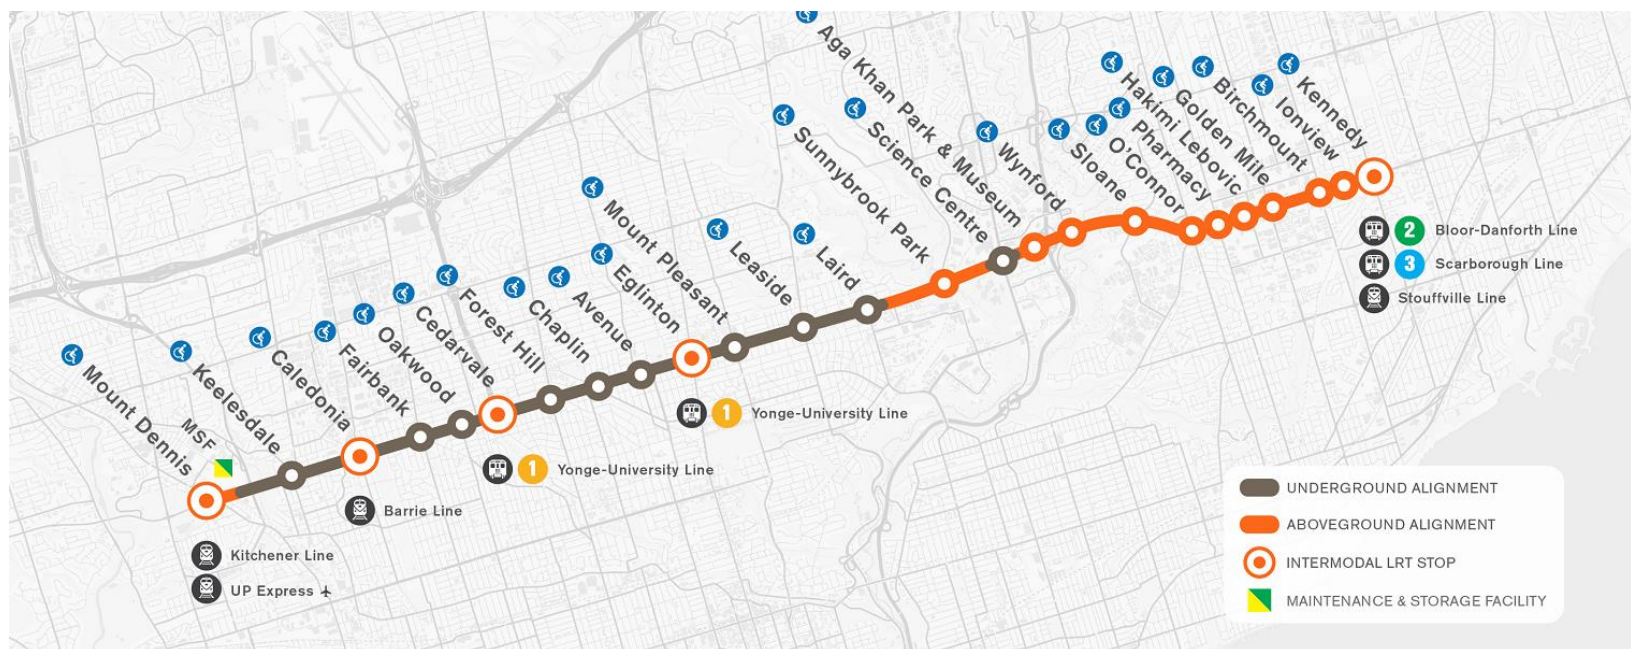 Mount Dennis
MSF
Keelesdale
Caledonia
Fairbank
Oakwood
Cedarvale
Forest Hill
Chaplin
Avenue
Eglinton
Mount Pleasant
Leaside
Laird
Sunnybrook Park
Science Centre
Aga Khan Park & Museum
Wynford
Sloane
O'Connor
Pharmacy
Hakimi Lebovic
Golden Mile
Birchmount
Ionview
Kennedy
2 Bloor-Danforth Line
3 Scarborough Line
Stouffville Line
1 Yonge-University Line
1 Yonge-University Line
Barrie Line
Kitchener Line
UP Express
UNDERGROUND ALIGNMENT
ABOVEGROUND ALIGNMENT
INTERMODAL LRT STOP
MAINTENANCE & STORAGE FACILITY